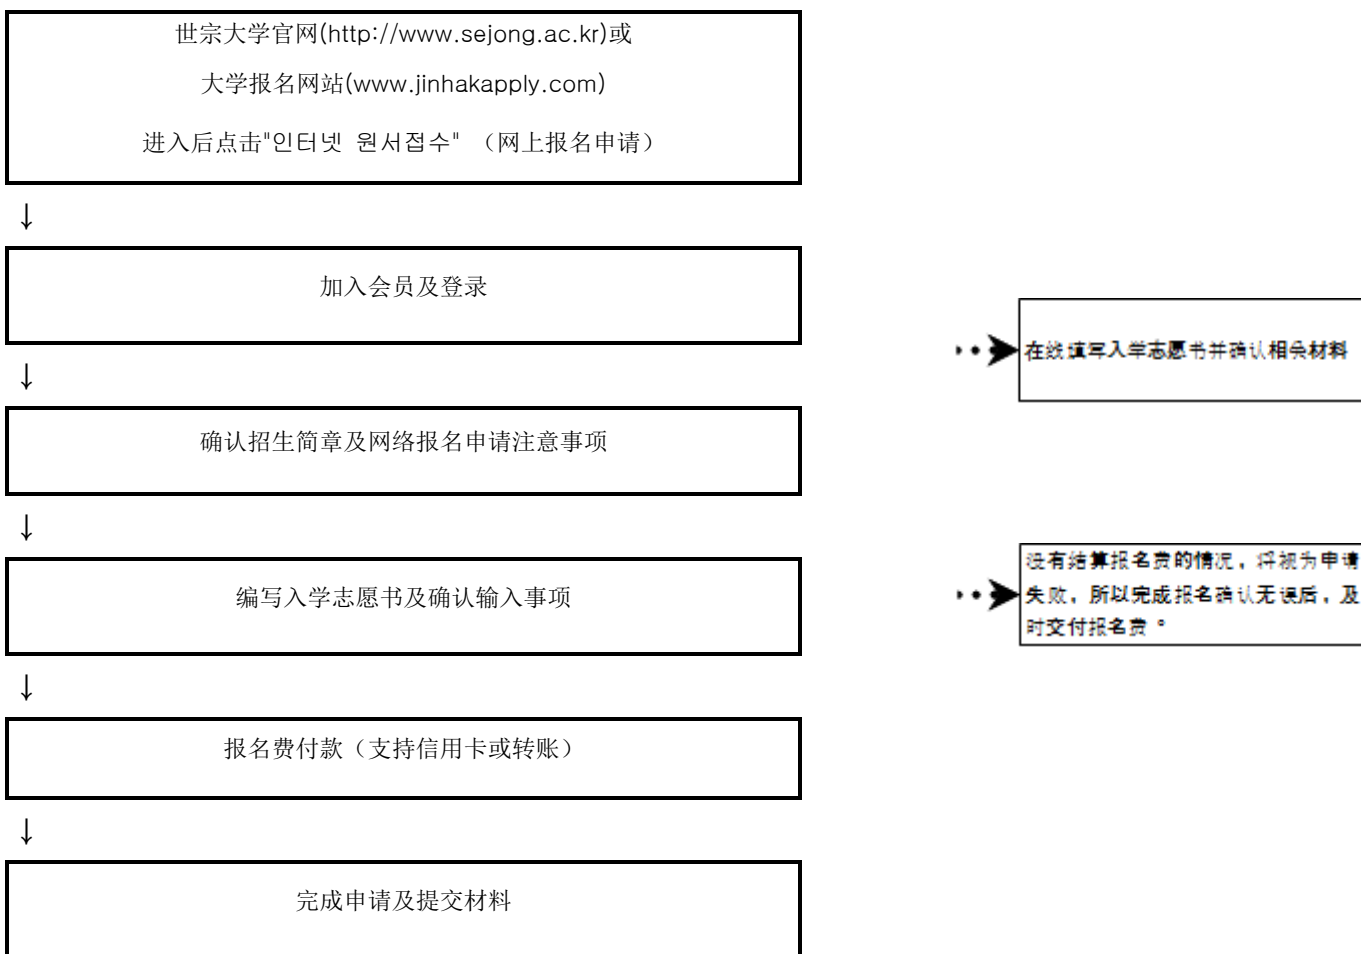 世宗大学官网(http://www.sejong.ac.kr)或
大学报名网站(www.jinhakapply.com)
进入后点击"인터넷 원서접수" （网上报名申请）
↓
加入会员及登录
↓
确认招生简章及网络报名申请注意事项
↓
编写入学志愿书及确认输入事项
↓
报名费付款（支持信用卡或转账）
↓
完成申请及提交材料
在线填写入学志愿书并确认相关材料
没有结算报名费的情况，将视为申请
失败，所以完成报名确认无误后，及
时交付报名费。